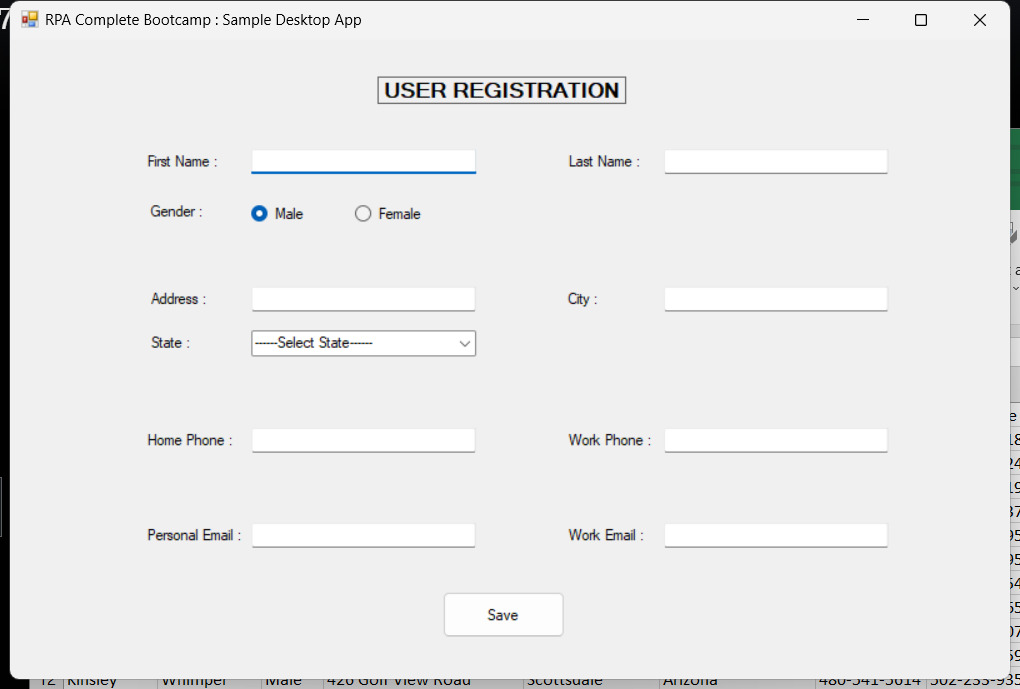 RPA Complete Bootcamp : Sample Desktop App
USER REGISTRATION
First Name :
Last Name :
Gender :
Male
Female
Address :
City :
State :
------Select State------
Home Phone :
Work Phone :
Personal Email :
Work Email :
Save
12 Kinsley Whimper Male 426 Golf View Road Scottsdale Arizona 480-541-5614